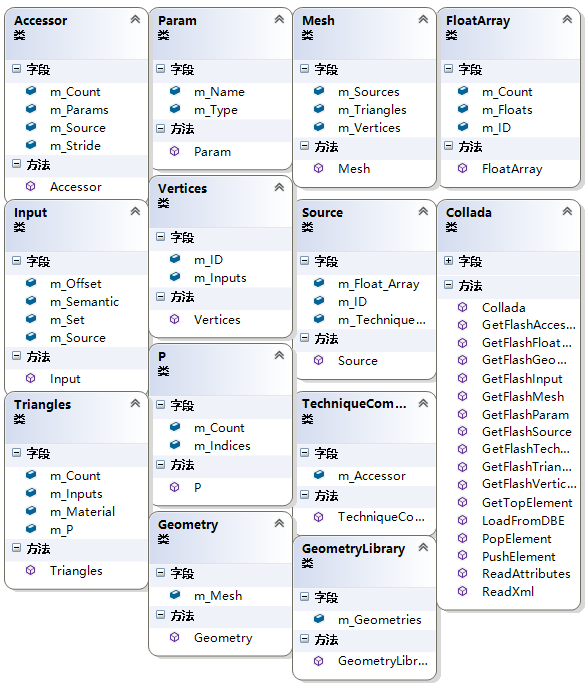 Accessor
类
字段
m_Count
m_Params
m_Source
m_Stride
方法
Accessor
Input
类
字段
m_Offset
m_Semantic
m_Set
m_Source
方法
Input
Triangles
类
字段
m_Count
m_Inputs
m_Material
m_P
方法
Triangles
Param
类
字段
m_Name
m_Type
方法
Param
Vertices
类
字段
m_ID
m_Inputs
方法
Vertices
P
类
字段
m_Count
m_Indices
方法
P
Geometry
类
字段
m_Mesh
方法
Geometry
Mesh
类
字段
m_Sources
m_Triangles
m_Vertices
方法
Mesh
Source
类
字段
m_Float_Array
m_ID
m_Technique...
方法
Source
TechniqueCom...
类
字段
m_Accessor
方法
TechniqueCo...
GeometryLibrary
类
字段
m_Geometries
方法
GeometryLibr...
FloatArray
类
字段
m_Count
m_Floats
m_ID
方法
FloatArray
Collada
类
字段
方法
Collada
GetFlashAcce...
GetFlashFloat...
GetFlashGeo...
GetFlashInput
GetFlashMesh
GetFlashParam
GetFlashSource
GetFlashTech...
GetFlashTrian...
GetFlashVertic...
GetTopElement
LoadFromDBE
PopElement
PushElement
ReadAttributes
ReadXml